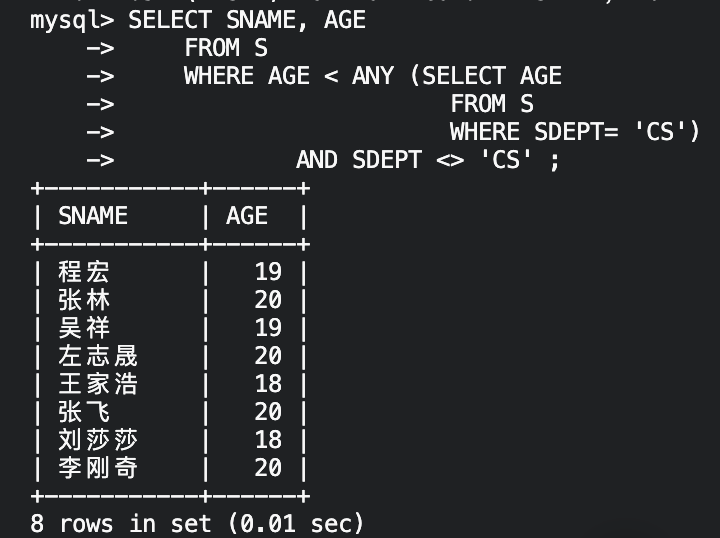 mysql> SELECT SNAME, AGE
    ->     FROM S
    ->     WHERE AGE < ANY (SELECT AGE
    ->                        FROM S
    ->                        WHERE SDEPT= 'CS')
    ->             AND SDEPT <> 'CS' ;
+-----------+------+
| SNAME     | AGE  |
+-----------+------+
| 程宏      |   19 |
| 张林      |   20 |
| 吴祥      |   19 |
| 左志晟    |   20 |
| 王家浩    |   18 |
| 张飞      |   20 |
| 刘莎莎    |   18 |
| 李刚奇    |   20 |
+-----------+------+
8 rows in set (0.01 sec)